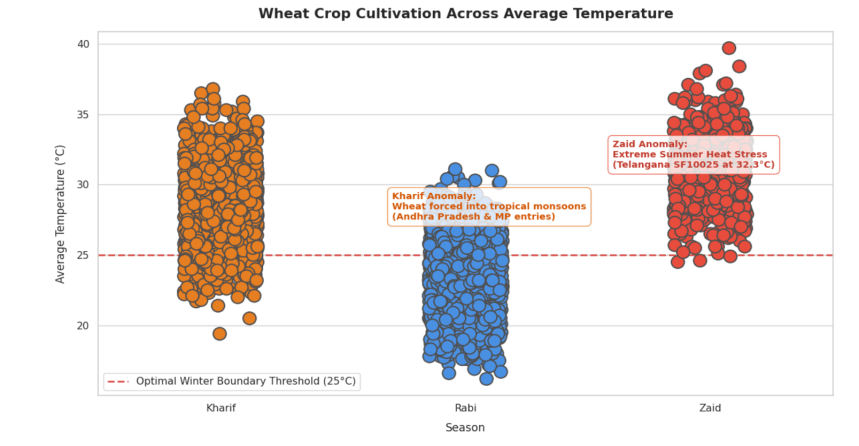 Wheat Crop Cultivation Across Average Temperature
Average Temperature (°C)
40
35
30
25
20
Kharif Anomaly:
Wheat forced into tropical monsoons
(Andhra Pradesh & MP entries)
Zaid Anomaly:
Extreme Summer Heat Stress
(Telangana SF10025 at 32.3°C)
Optimal Winter Boundary Threshold (25°C)
Kharif
Rabi
Zaid
Season